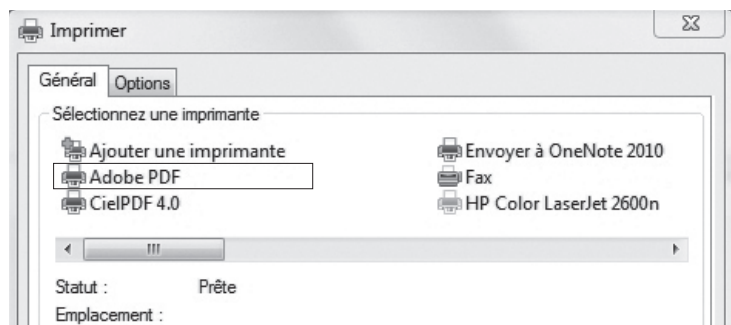 Imprimer
Général Options
Sélectionnez une imprimante
Ajouter une imprimante
Adobe PDF
CielPDF 4.0
Envoyer à OneNote 2010
Fax
HP Color LaserJet 2600n
Statut : Prête
Emplacement :